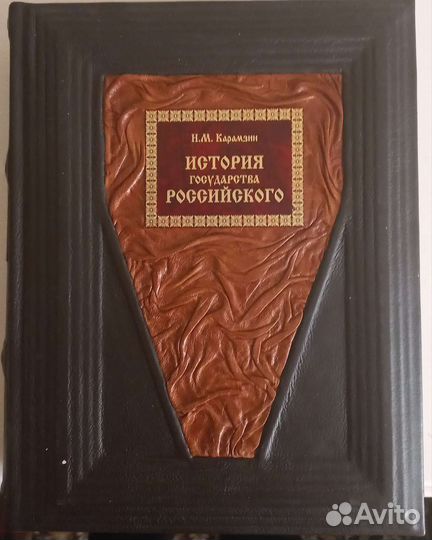 Н.М. Карамзин
ИСТОРИЯ
ГОСУДАРСТВА
РОССИЙСКОГО
Avito